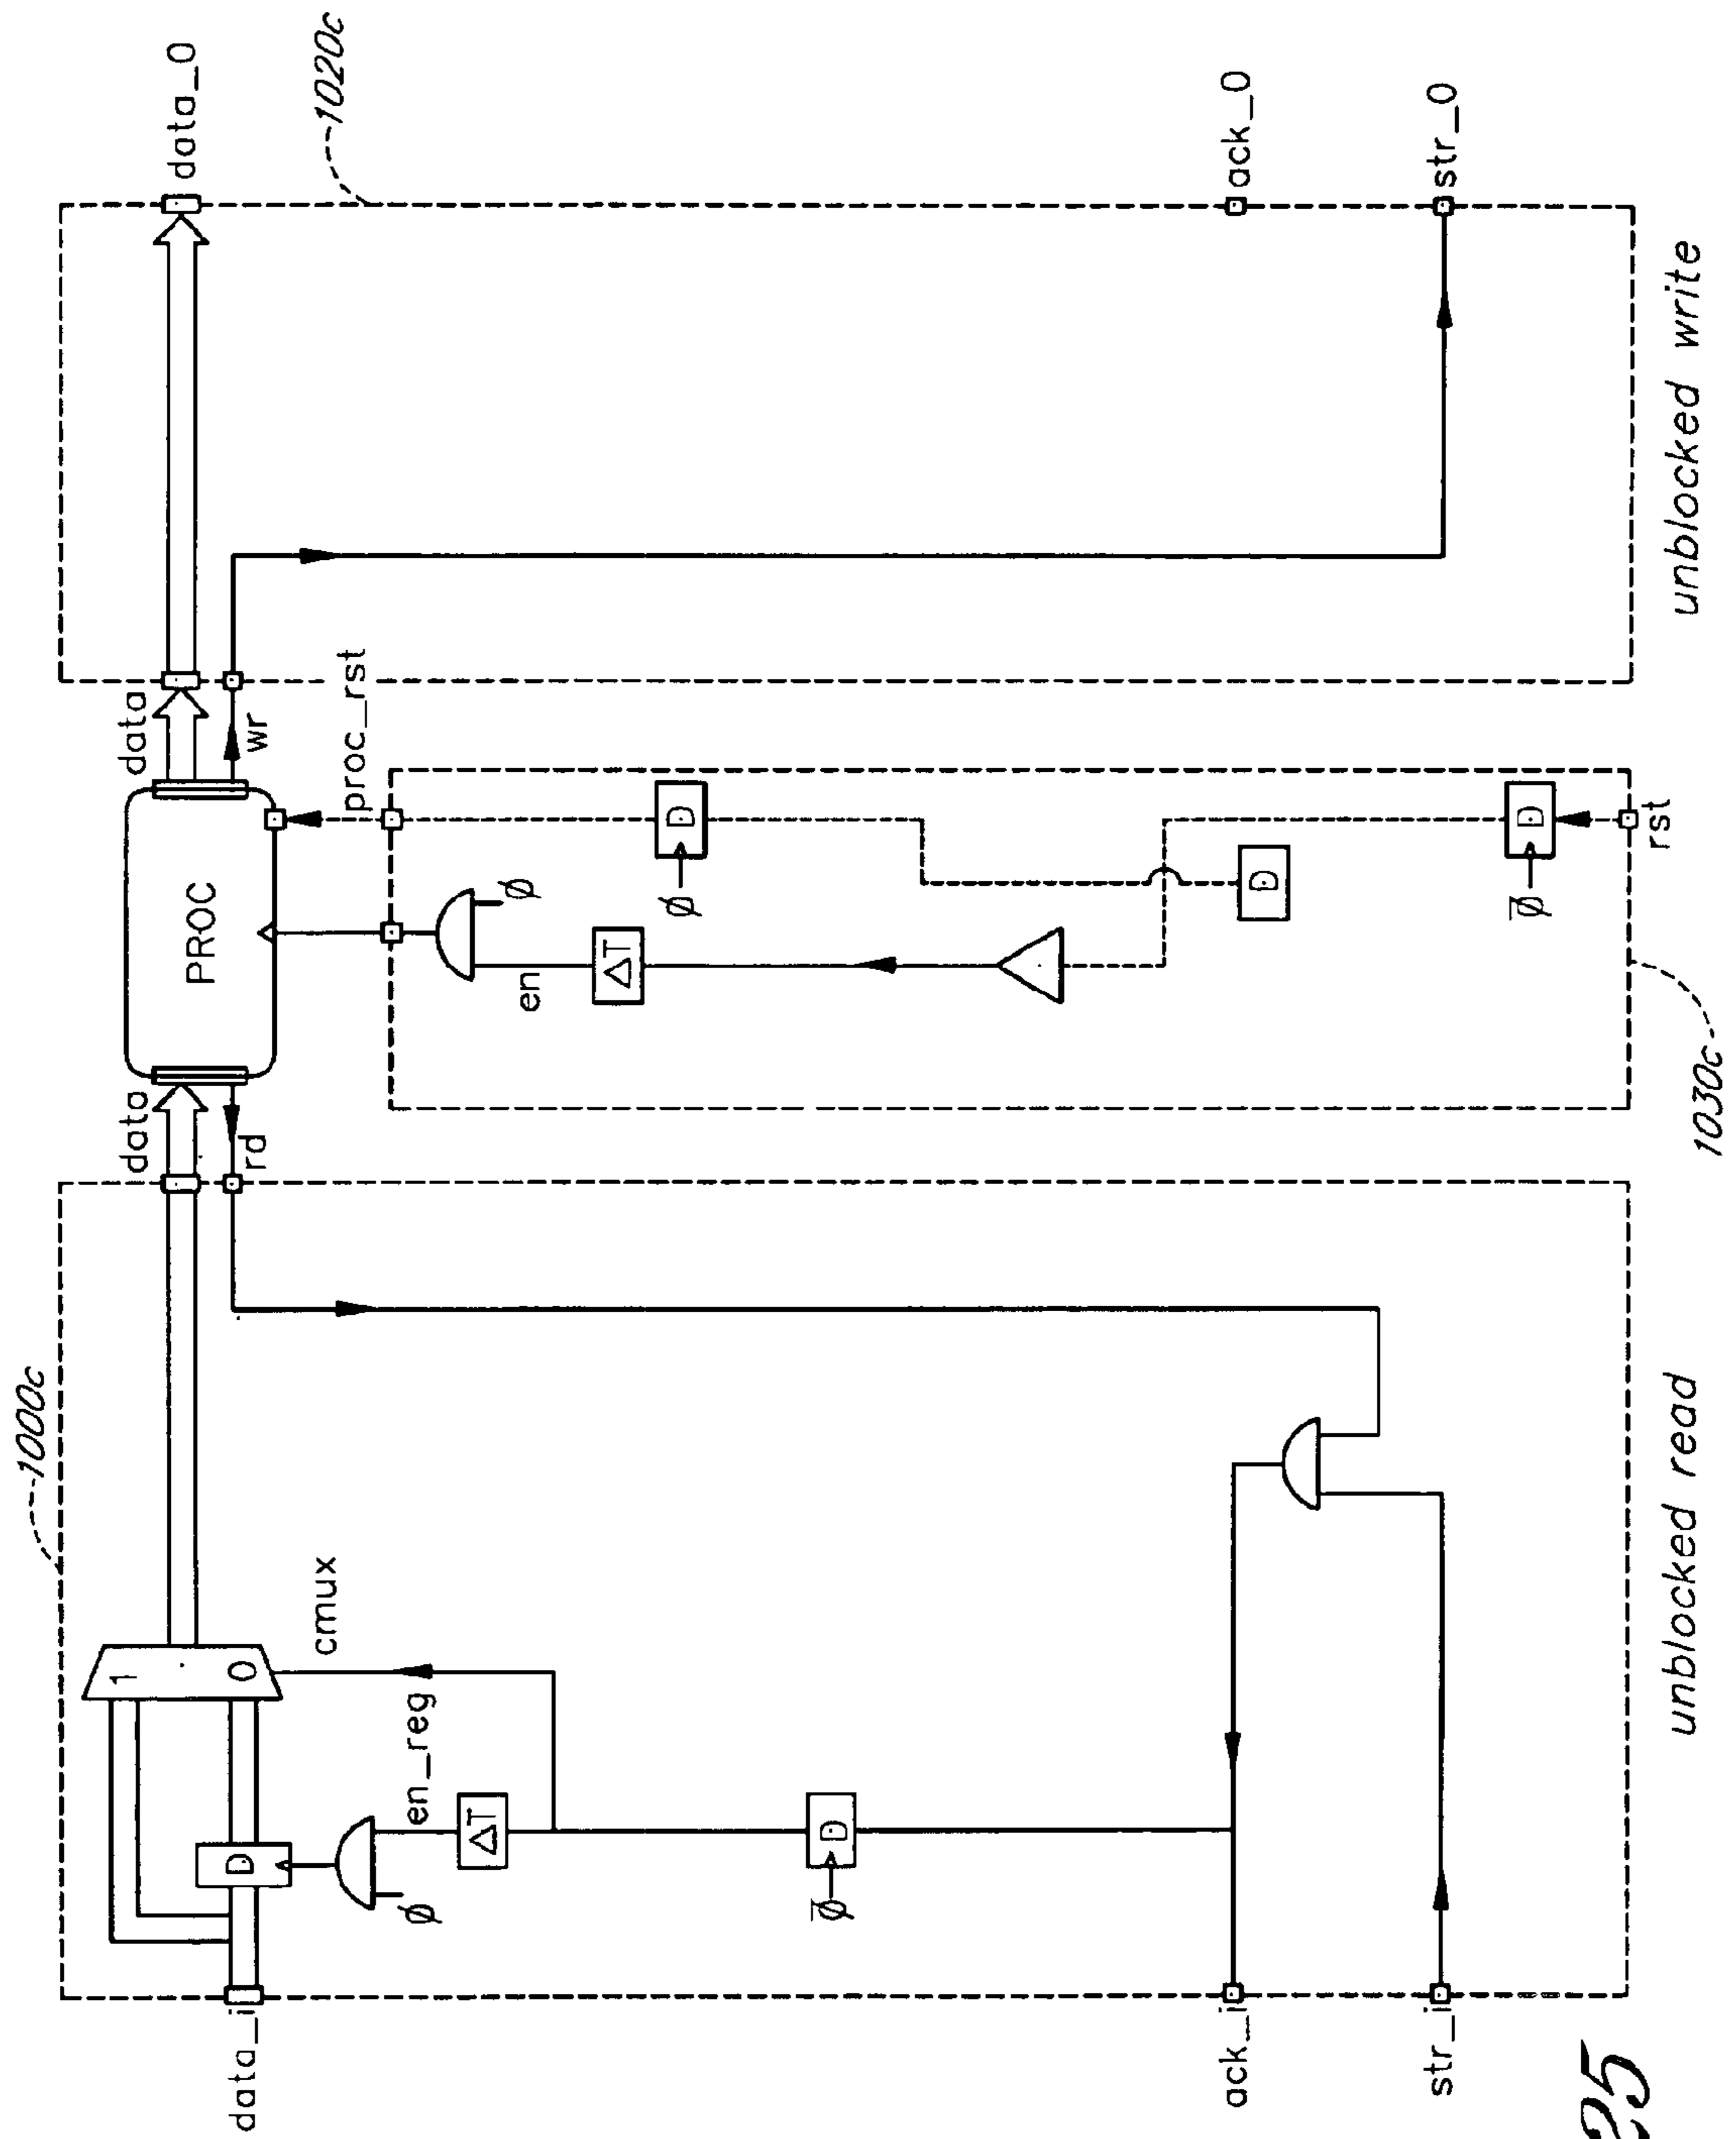 1000c
1020c
data_i
data_0
1
0
D
cmux
en_reg
ø
ΔT
D
ø̅
ack_i
str_i
data
rd
PROC
data
wr
proc_rst
ø
en
ΔT
D
ø
D
D
ø̅
rst
ack_0
str_0
1030c
unblocked read
unblocked write
25